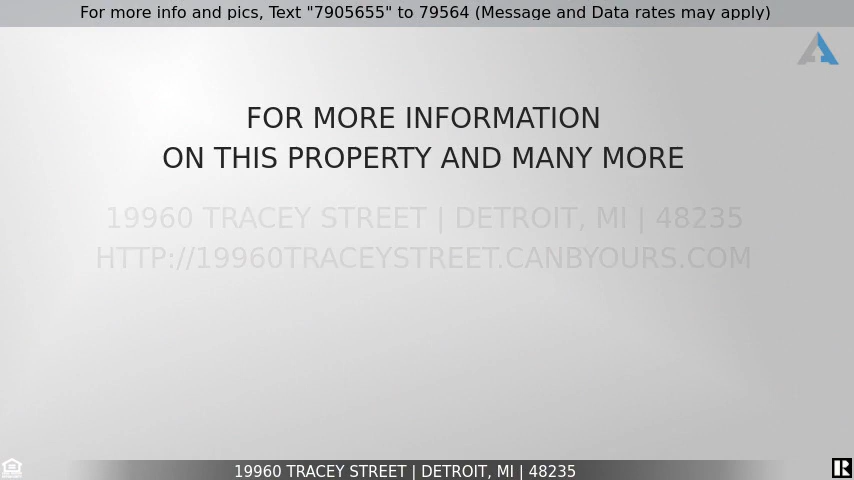 For more info and pics, Text "7905655" to 79564 (Message and Data rates may apply)
FOR MORE INFORMATION
ON THIS PROPERTY AND MANY MORE
19960 TRACEY STREET | DETROIT, MI | 48235
HTTP://19960TRACEYSTREET.CANBYOURS.COM
19960 TRACEY STREET | DETROIT, MI | 48235